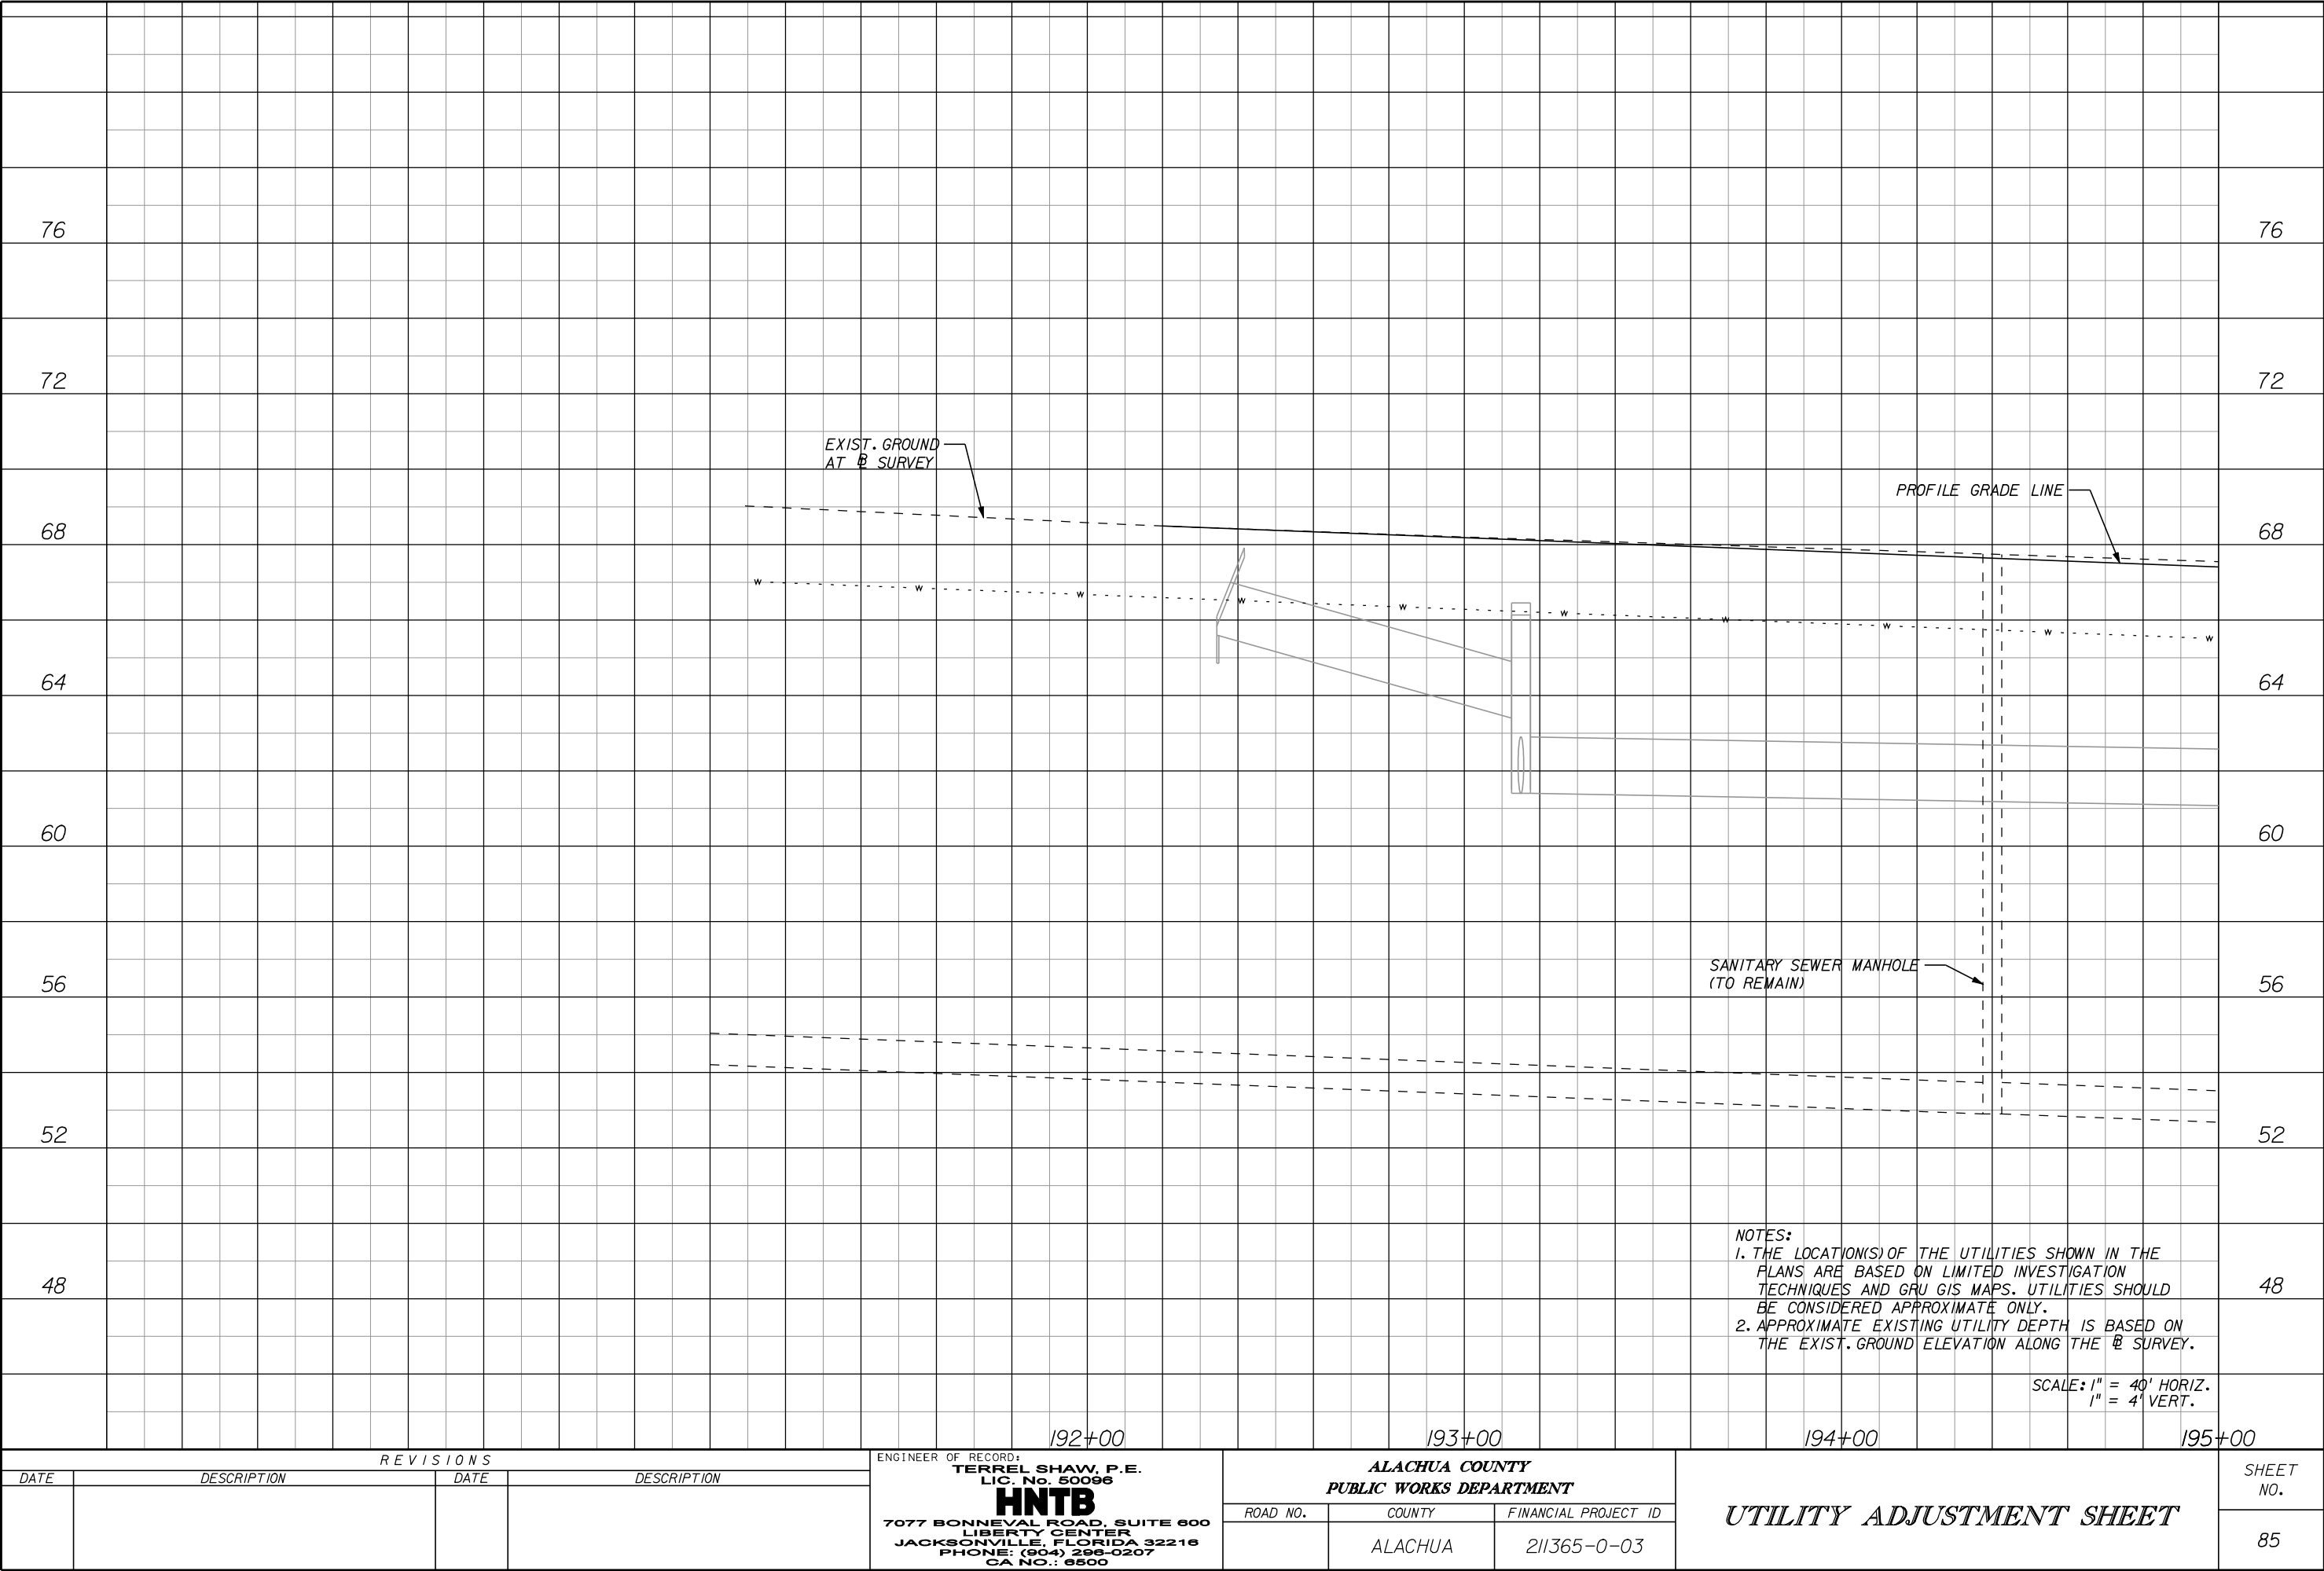 76 76
72 72
EXIST. GROUND
AT BL SURVEY
PROFILE GRADE LINE
68 68
W W W W W W W W W W
64 64
60 60
SANITARY SEWER MANHOLE
(TO REMAIN)
56 56
52 52
48 48
NOTES:
1. THE LOCATION(S) OF THE UTILITIES SHOWN IN THE
PLANS ARE BASED ON LIMITED INVESTIGATION
TECHNIQUES AND GRU GIS MAPS. UTILITIES SHOULD
BE CONSIDERED APPROXIMATE ONLY.
2. APPROXIMATE EXISTING UTILITY DEPTH IS BASED ON
THE EXIST. GROUND ELEVATION ALONG THE BL SURVEY.
SCALE: 1" = 40' HORIZ.
1" = 4' VERT.
192+00 193+00 194+00 195+00
REVISIONS
DATE DESCRIPTION DATE DESCRIPTION
ENGINEER OF RECORD:
TERREL SHAW, P.E.
LIC. No. 50096
HNTB
7077 BONNEVAL ROAD, SUITE 600
LIBERTY CENTER
JACKSONVILLE, FLORIDA 32216
PHONE: (904) 296-0207
CA NO.: 6500
ALACHUA COUNTY
PUBLIC WORKS DEPARTMENT
ROAD NO. COUNTY FINANCIAL PROJECT ID
ALACHUA 211365-0-03
UTILITY ADJUSTMENT SHEET
SHEET
NO.
85